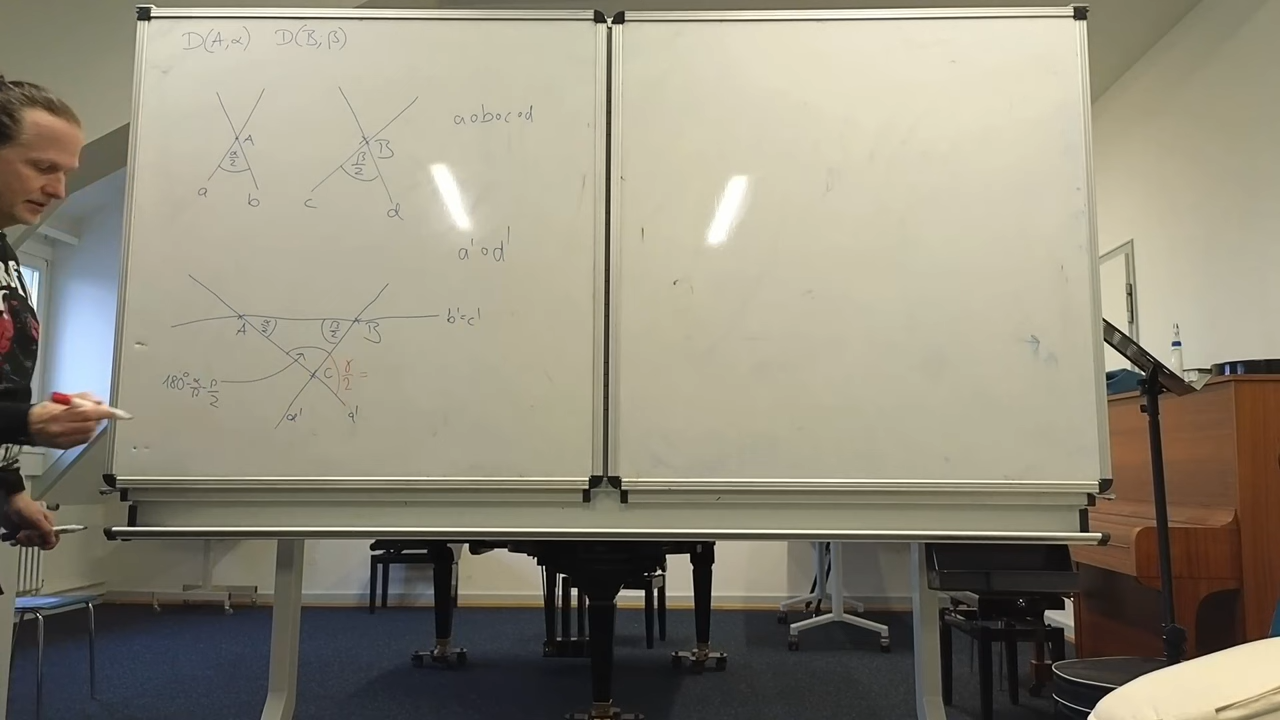 D(A,α) D(B,β)
A
α/2
a b
B
β/2
c d
a∘b∘c∘d
a'∘d'
A α/2
β/2 B
b'=c'
180°-α/2-β/2
C γ/2 =
d' a'